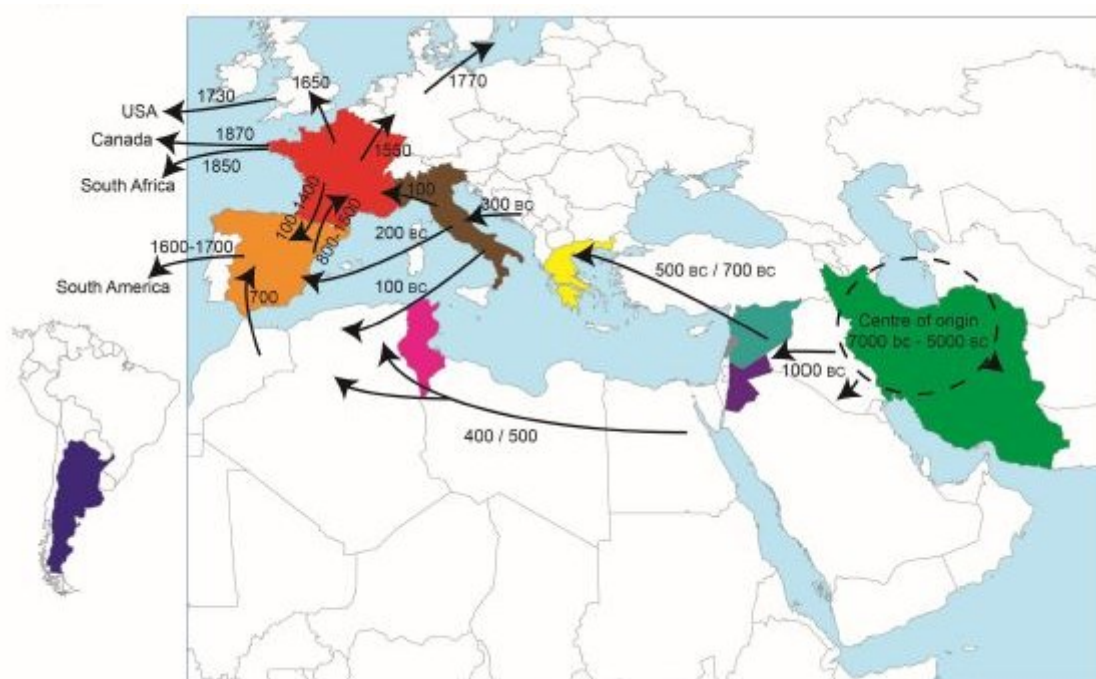 1650
1770
1730
USA
Canada
1870
1550
1850
South Africa
100
100-1400
800-1600
300 BC
200 BC
1600-1700
South America
500 BC / 700 BC
700
100 BC
Centre of origin
7000 BC - 5000 BC
1000 BC
400 / 500